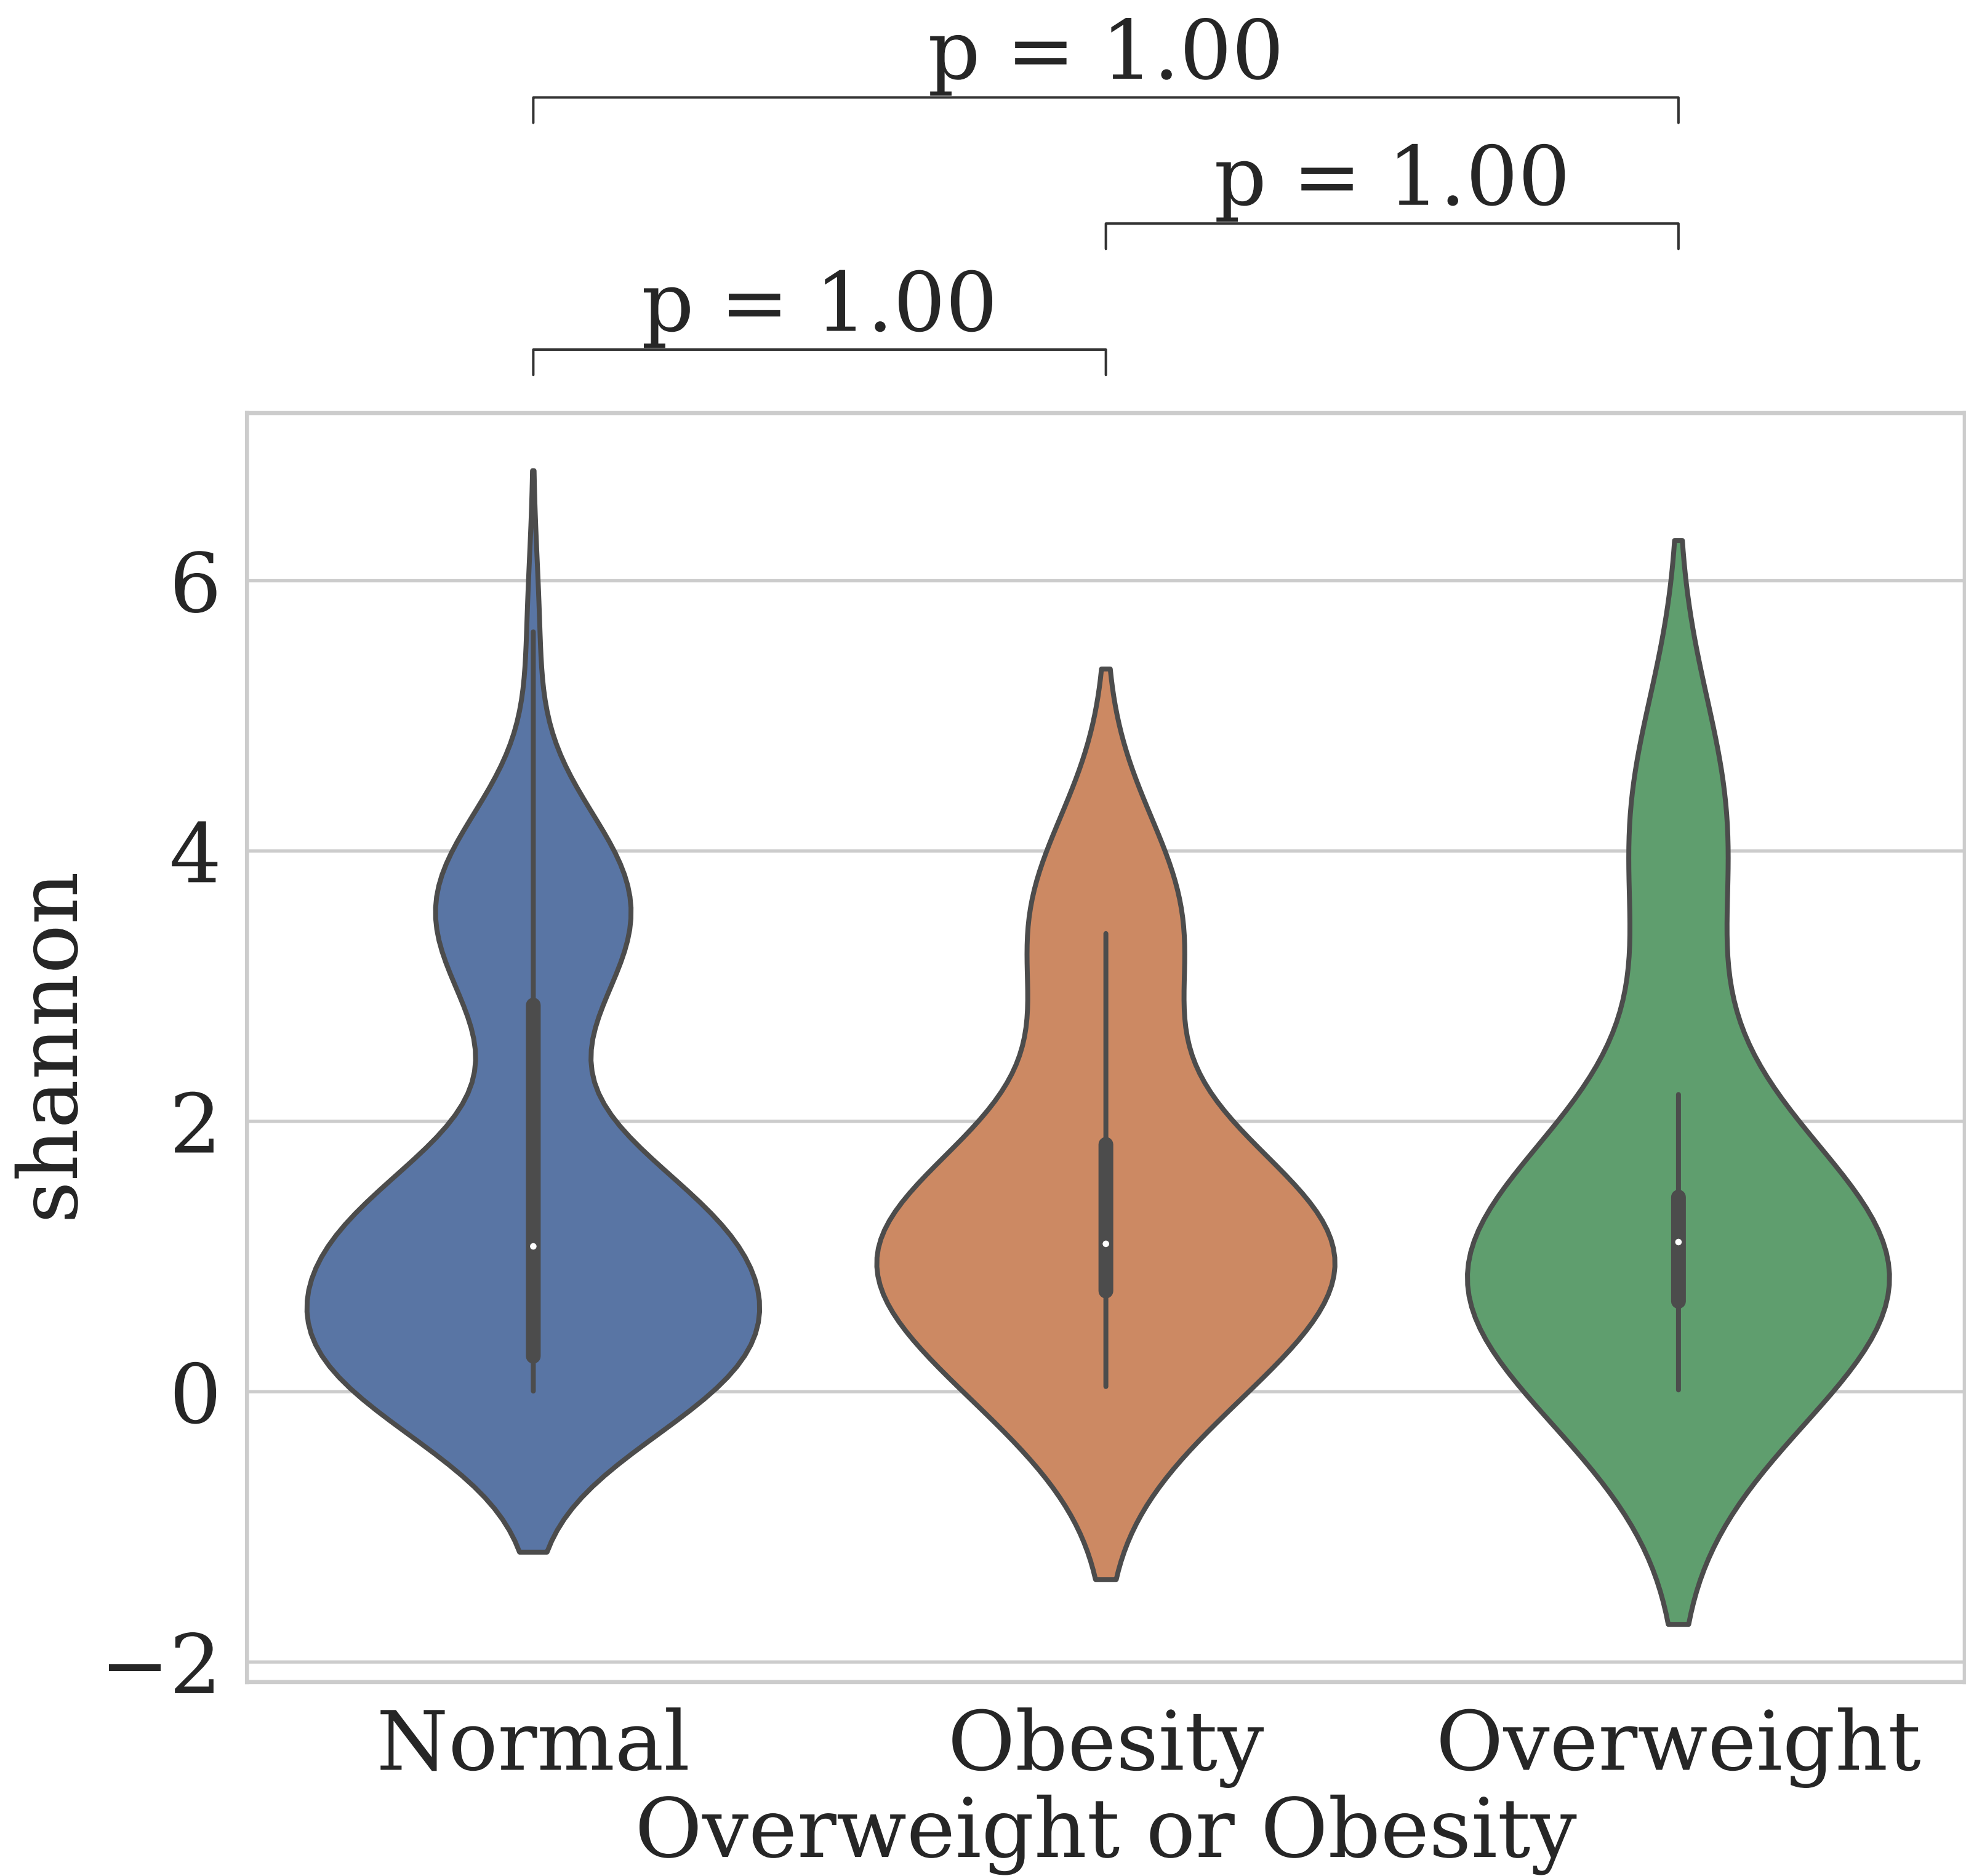 p = 1.00
p = 1.00
p = 1.00
shannon
6
4
2
0
−2
Normal Obesity Overweight
Overweight or Obesity